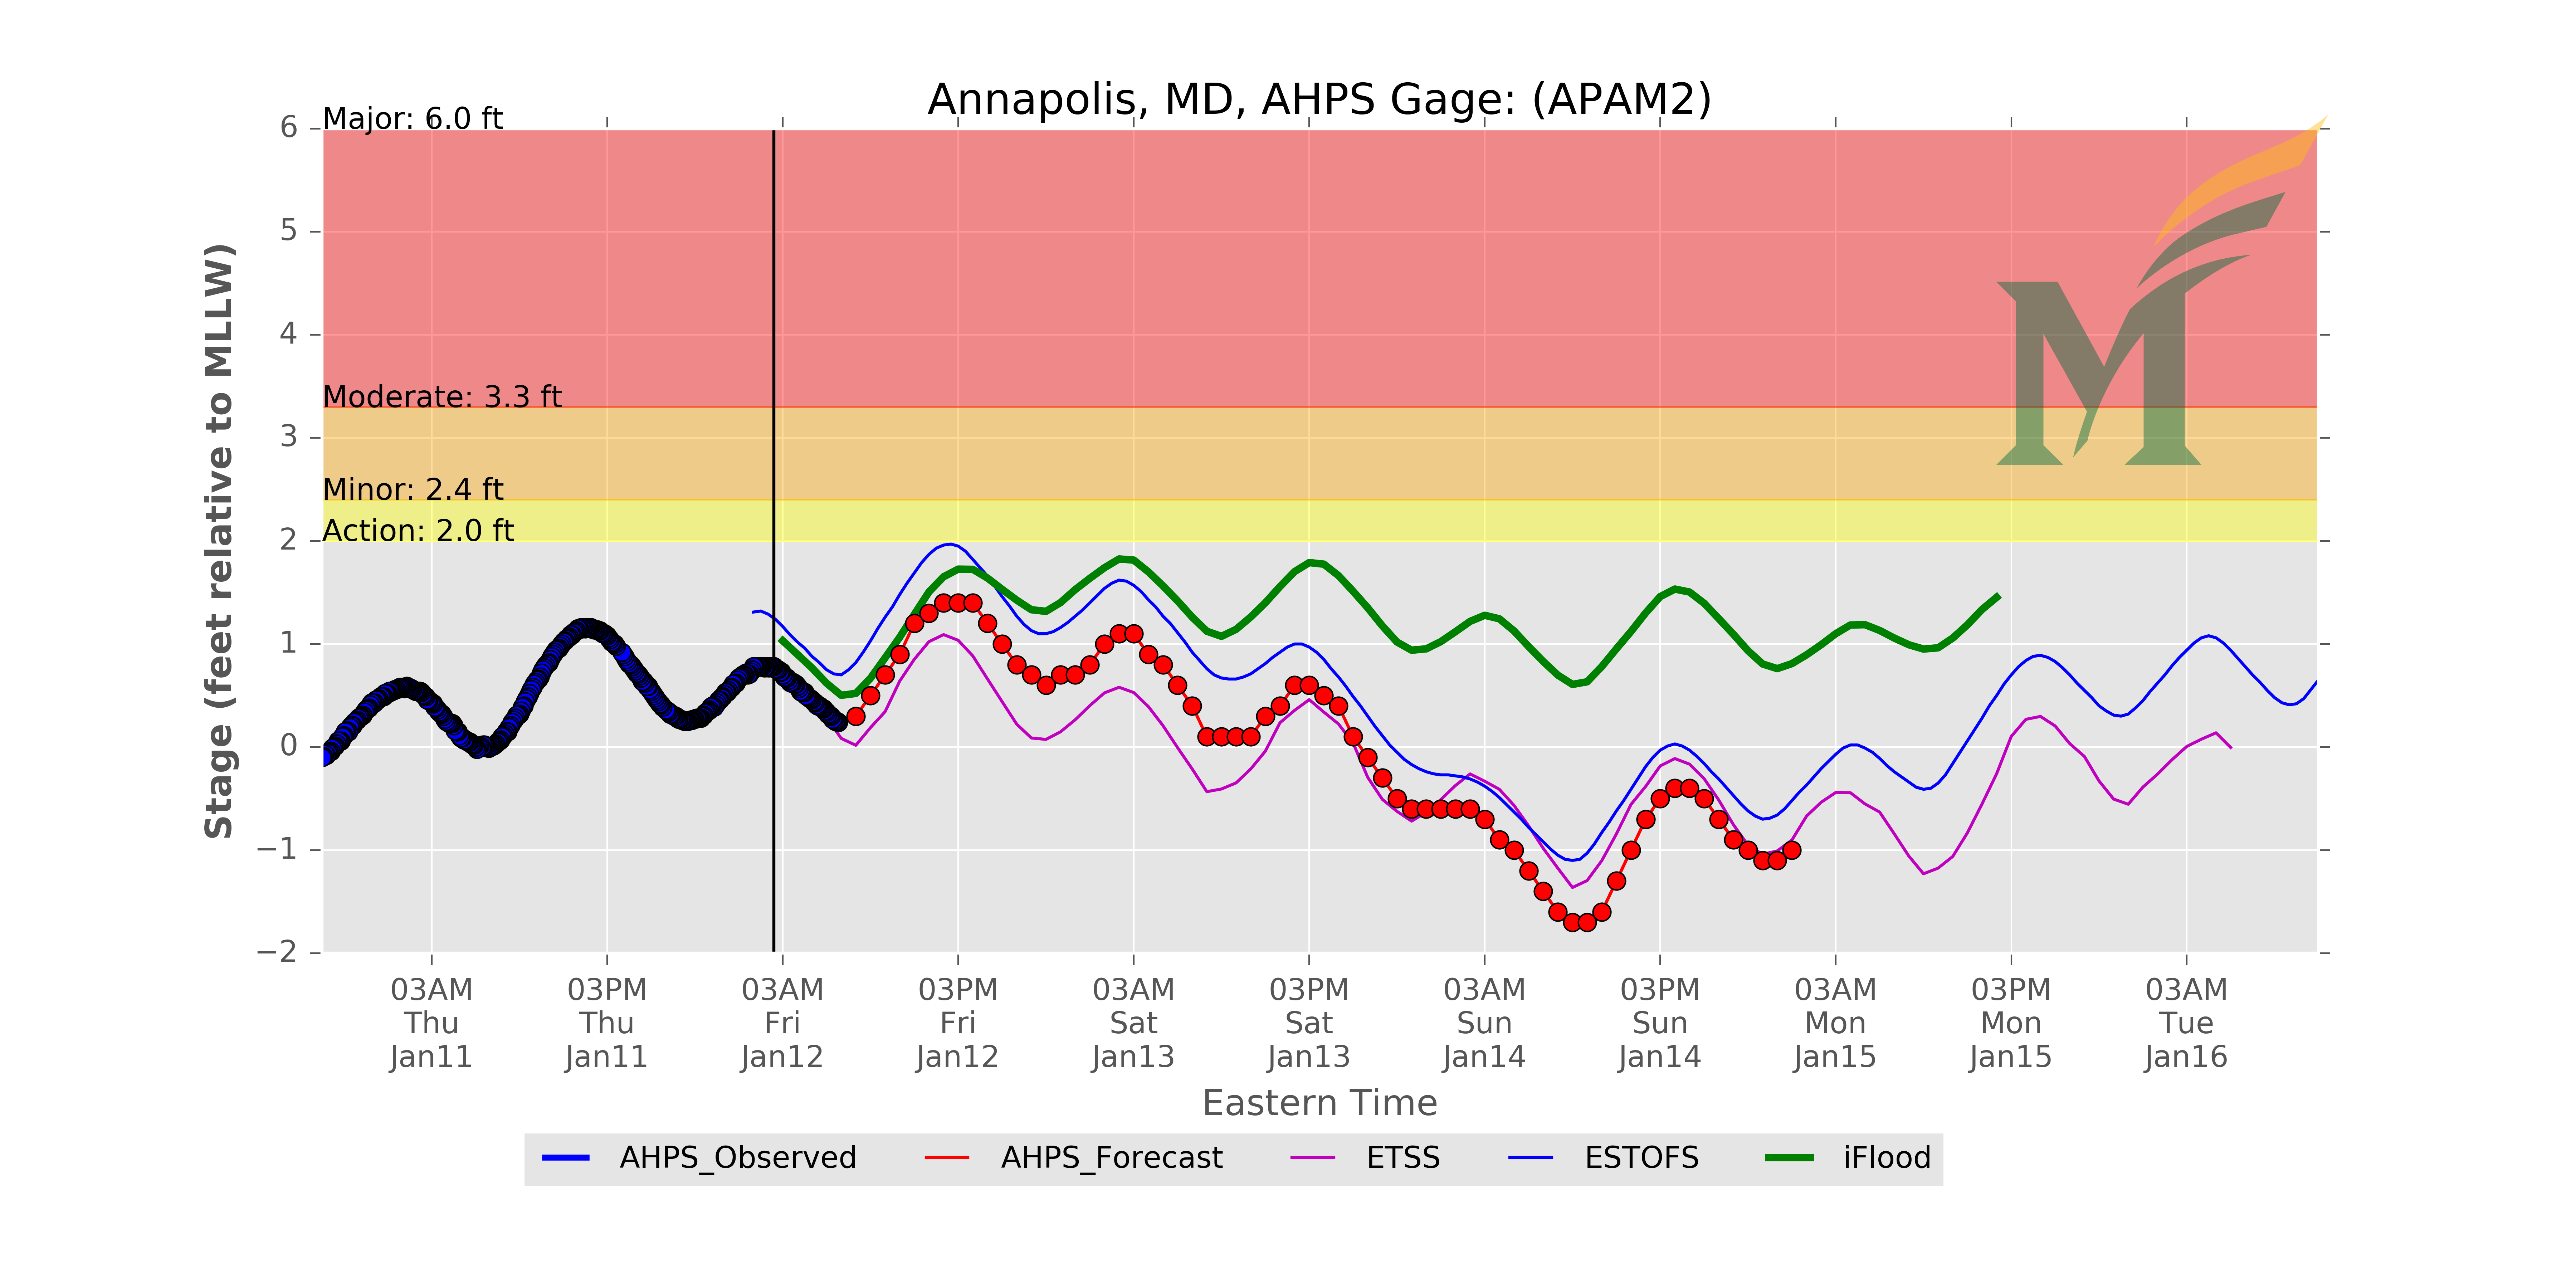 Annapolis, MD, AHPS Gage: (APAM2)
Major: 6.0 ft
Moderate: 3.3 ft
Minor: 2.4 ft
Action: 2.0 ft
Stage (feet relative to MLLW)
6
5
4
3
2
1
0
−1
−2
03AM 03PM 03AM 03PM 03AM 03PM 03AM 03PM 03AM 03PM 03AM
Thu Thu Fri Fri Sat Sat Sun Sun Mon Mon Tue
Jan11 Jan11 Jan12 Jan12 Jan13 Jan13 Jan14 Jan14 Jan15 Jan15 Jan16
Eastern Time
AHPS_Observed AHPS_Forecast ETSS ESTOFS iFlood
M